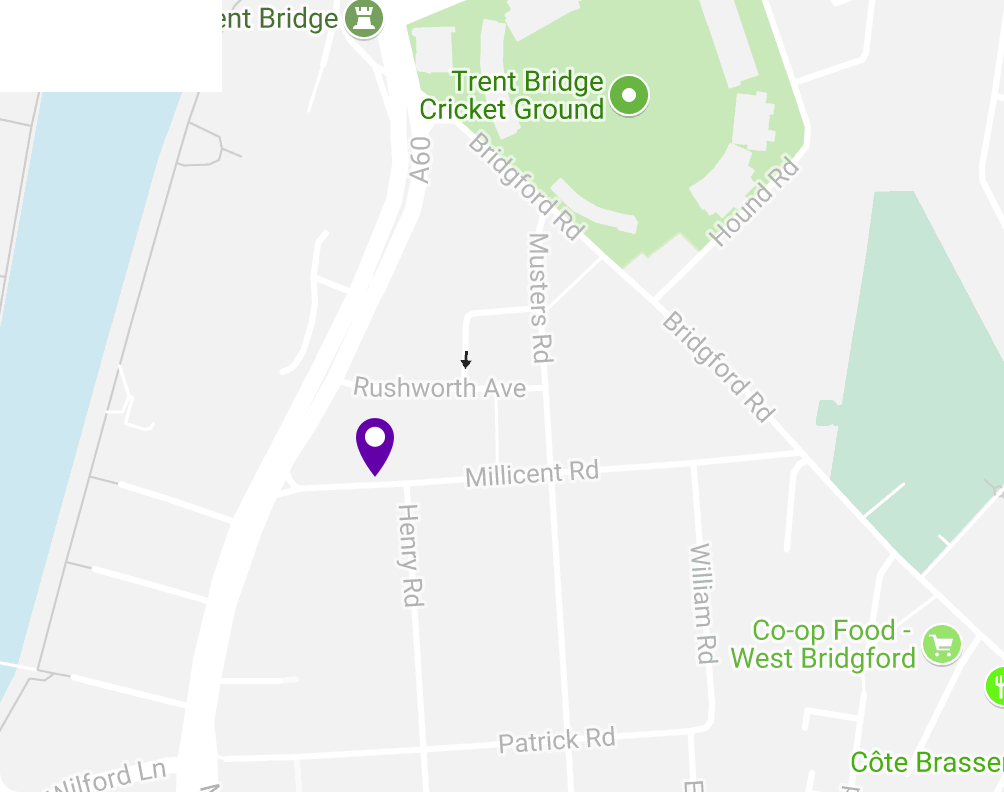 ent Bridge
Trent Bridge
Cricket Ground
A60
Bridgford Rd
Hound Rd
Musters Rd
Bridgford Rd
Rushworth Ave
Millicent Rd
Henry Rd
William Rd
Co-op Food -
West Bridgford
Patrick Rd
Côte Brasser
Wilford Ln